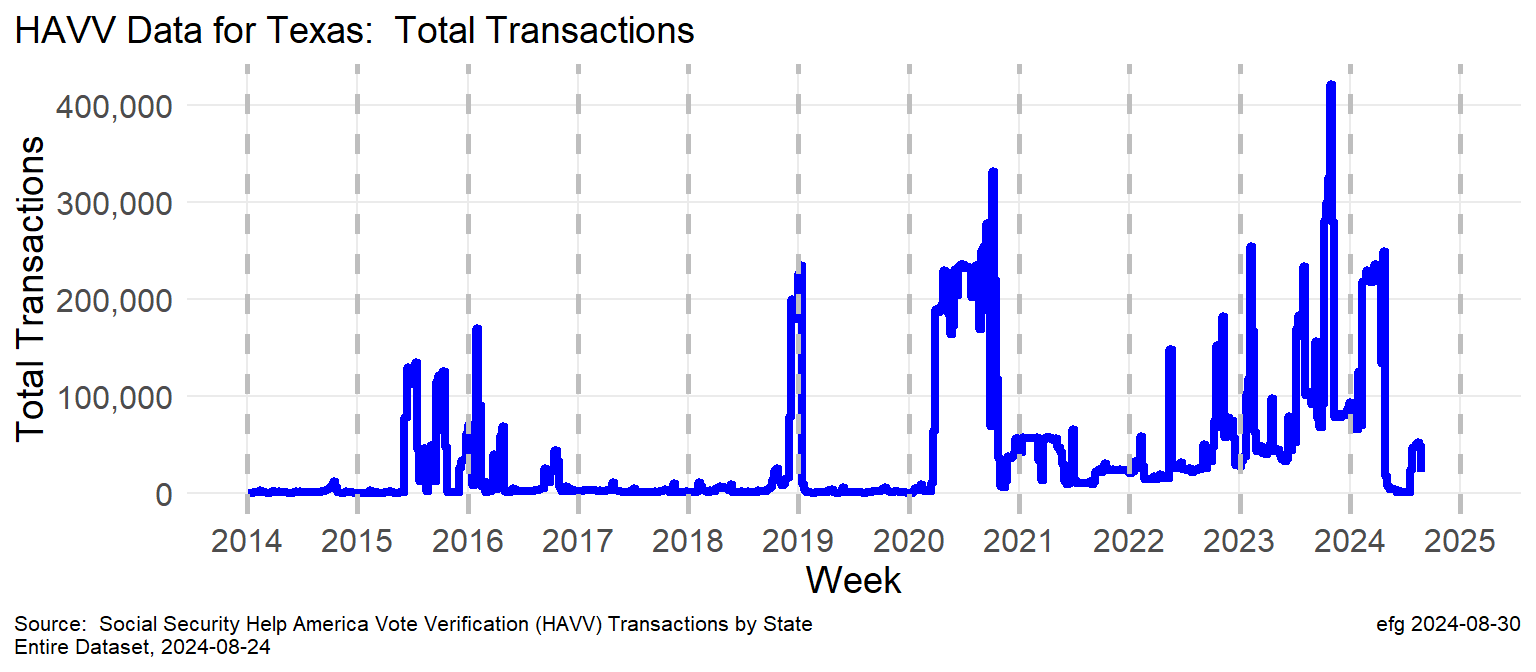 HAVV Data for Texas:  Total Transactions
Total Transactions
400,000
300,000
200,000
100,000
0
2014 2015 2016 2017 2018 2019 2020 2021 2022 2023 2024 2025
Week
Source:  Social Security Help America Vote Verification (HAVV) Transactions by State
Entire Dataset, 2024-08-24
efg 2024-08-30